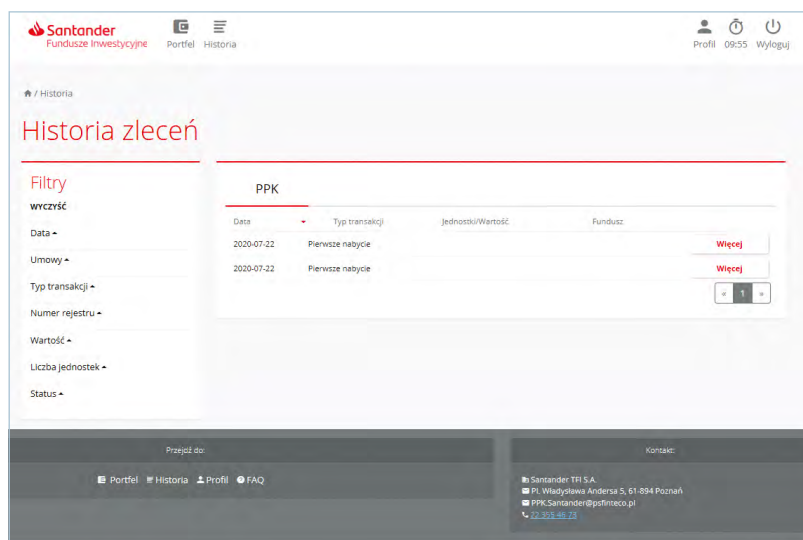 Santander
Fundusze Inwestycyjne
Portfel Historia
Profil 09:55 Wyloguj
/ Historia
Historia zleceń
Filtry
WYCZYŚĆ
Data
Umowy
Typ transakcji
Numer rejestru
Wartość
Liczba jednostek
Status
PPK
Data Typ transakcji Jednostki/Wartość Fundusz
2020-07-22 Pierwsze nabycie Więcej
2020-07-22 Pierwsze nabycie Więcej
« 1 »
Przejdź do:
Portfel Historia Profil FAQ
Kontakt:
Santander TFI S.A.
Pl. Władysława Andersa 5, 61-894 Poznań
PPK.Santander@psfinteco.pl
22 355 46 73